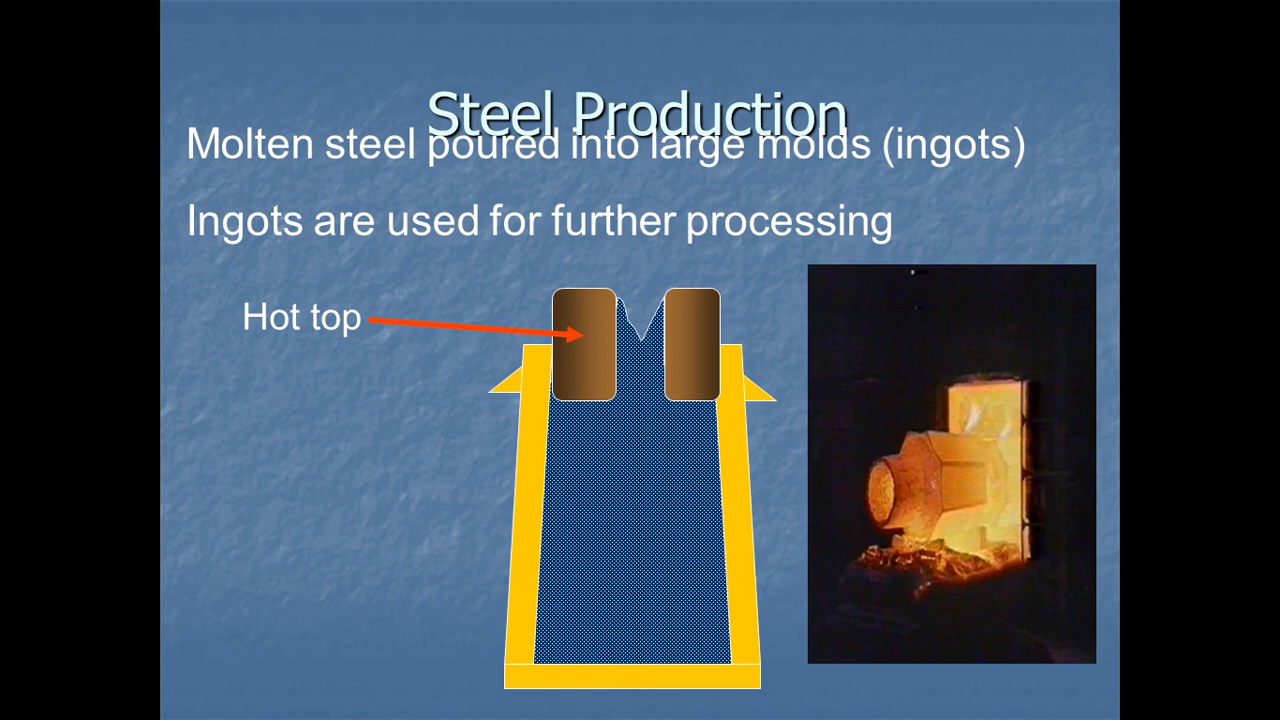 Steel Production
Molten steel poured into large molds (ingots)
Ingots are used for further processing
Hot top